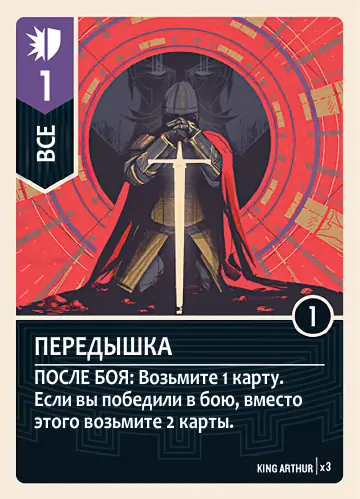 1
ВСЕ
1
ПЕРЕДЫШКА
ПОСЛЕ БОЯ: Возьмите 1 карту.
Если вы победили в бою, вместо
этого возьмите 2 карты.
KING ARTHUR | x3